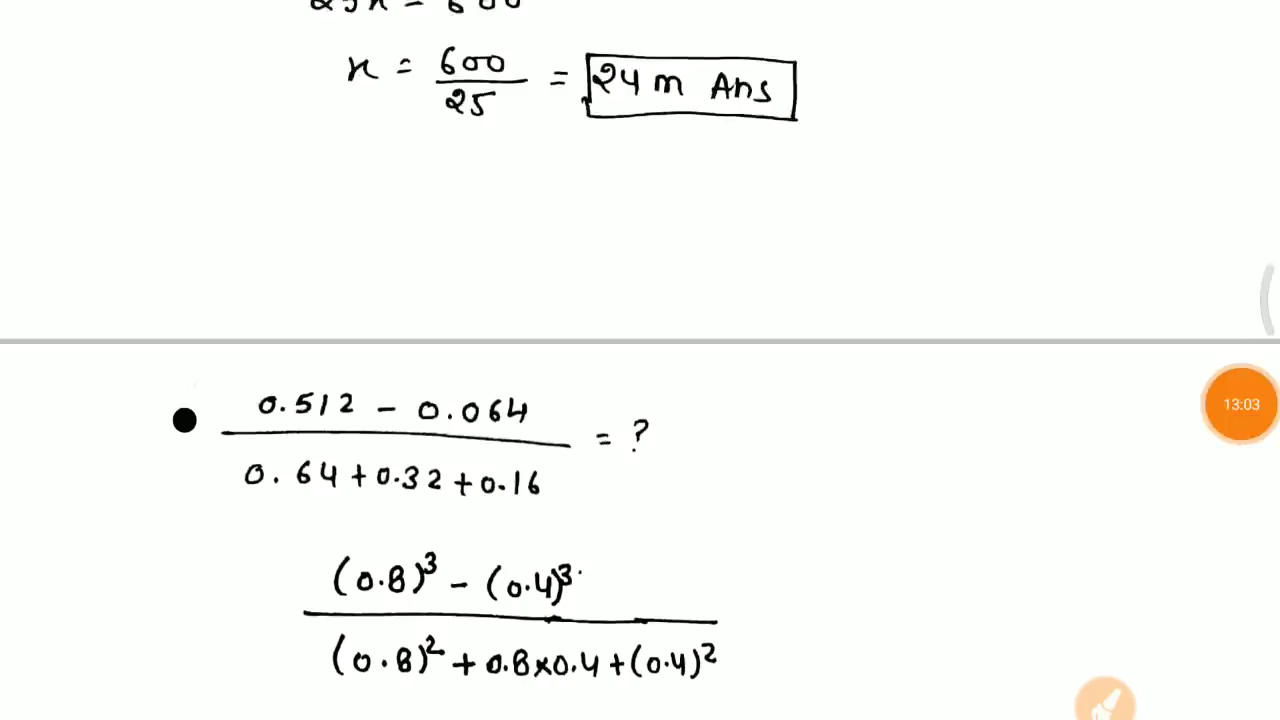 x = 600/25 = 24 m Ans
0.512 - 0.064 / 0.64 + 0.32 + 0.16 = ?
13:03
(0.8)³ - (0.4)³ / (0.8)² + 0.8×0.4 + (0.4)²